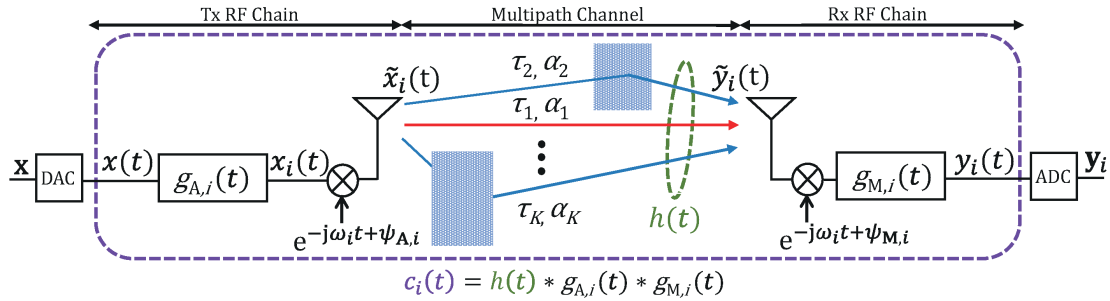 Tx RF Chain Multipath Channel Rx RF Chain
x̃ᵢ(t) τ₂, α₂ ỹᵢ(t)
τ₁, α₁
𝐱 DAC x(t) g_A,i(t) xᵢ(t) g_M,i(t) yᵢ(t) ADC 𝐲ᵢ
τ_K, α_K h(t)
e^−jωᵢt+ψ_A,i e^−jωᵢt+ψ_M,i
cᵢ(t) = h(t) * g_A,i(t) * g_M,i(t)